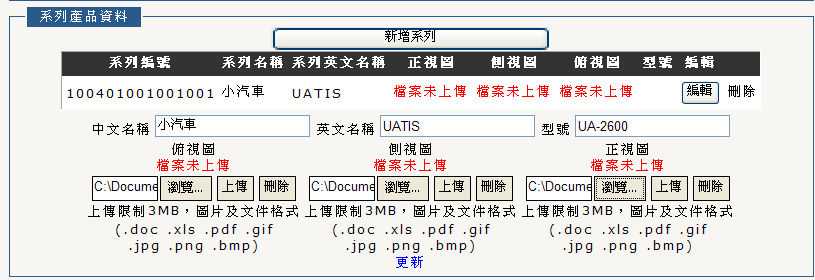 系列產品資料
新增系列
系列編號 系列名稱 系列英文名稱 正視圖 側視圖 俯視圖 型號 編輯
100401001001001 小汽車 UATIS 檔案未上傳 檔案未上傳 檔案未上傳 編輯 刪除
中文名稱 小汽車 英文名稱 UATIS 型號 UA-2600
俯視圖 側視圖 正視圖
檔案未上傳 檔案未上傳 檔案未上傳
C:\Docume 瀏覽... 上傳 刪除 C:\Docume 瀏覽... 上傳 刪除 C:\Docume 瀏覽... 上傳 刪除
上傳限制3MB，圖片及文件格式 上傳限制3MB，圖片及文件格式 上傳限制3MB，圖片及文件格式
(.doc .xls .pdf .gif (.doc .xls .pdf .gif (.doc .xls .pdf .gif
.jpg .png .bmp) .jpg .png .bmp) .jpg .png .bmp)
更新